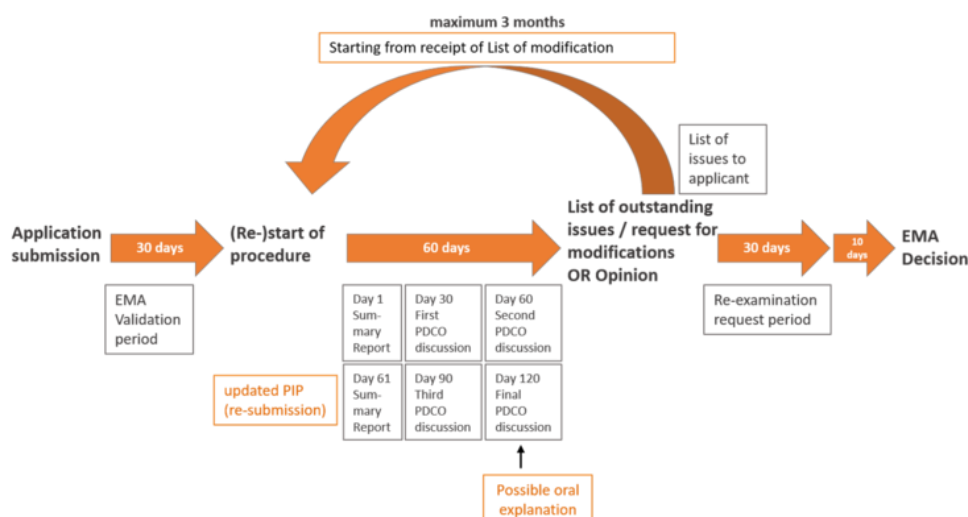 maximum 3 months
Starting from receipt of List of modification
List of
issues to
applicant
Application
submission
30 days
(Re-)start of
procedure
60 days
List of outstanding
issues / request for
modifications
OR Opinion
30 days
10
days
EMA
Decision
EMA
Validation
period
Day 1
Sum-
mary
Report
Day 30
First
PDCO
discussion
Day 60
Second
PDCO
discussion
Re-examination
request period
updated PIP
(re-submission)
Day 61
Sum-
mary
Report
Day 90
Third
PDCO
discussion
Day 120
Final
PDCO
discussion
Possible oral
explanation